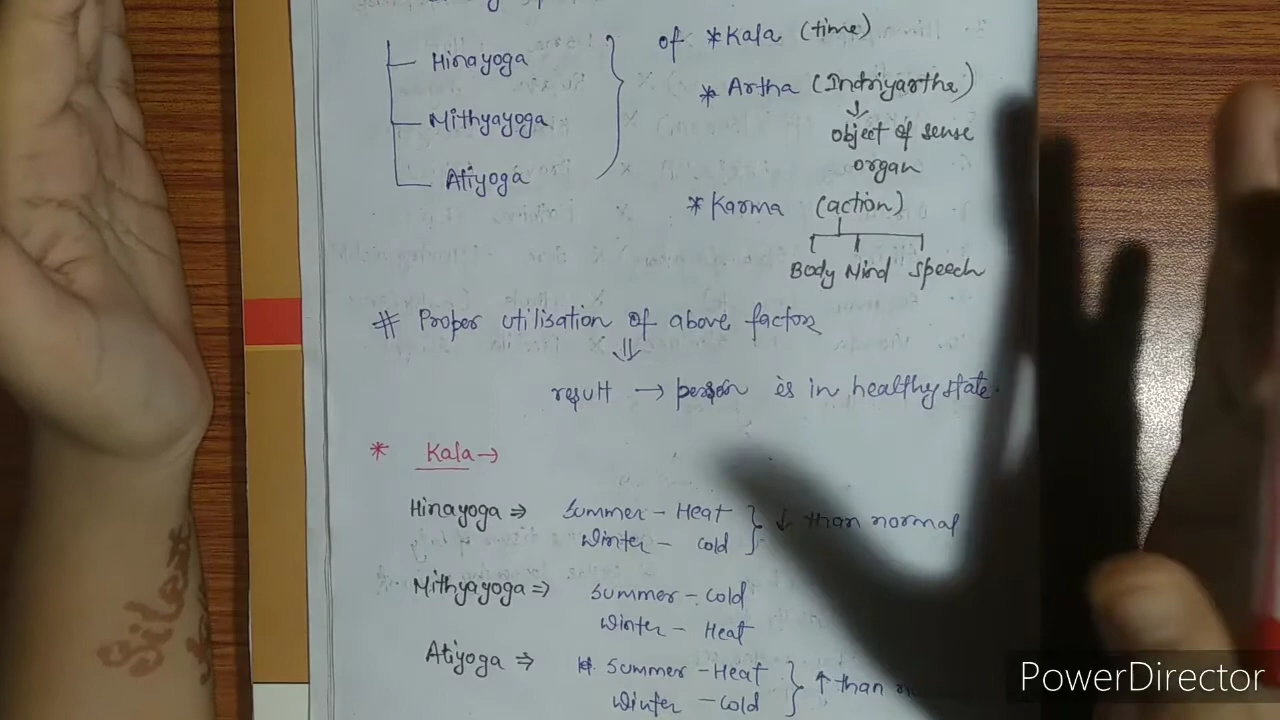 Hinayoga
Mithyayoga
Atiyoga
of *Kala (time)
* Artha (Indriyartha)
object of sense
organ
* Karma (action)
Body Mind Speech
# Proper utilisation of above factor
result → person is in healthy state.
* Kala →
Hinayoga ⇒ Summer - Heat } ↓ than normal
Winter - cold
Mithyayoga ⇒ Summer - Cold
Winter - Heat
Atiyoga ⇒ Summer - Heat } ↑ than
Winter - cold
PowerDirector